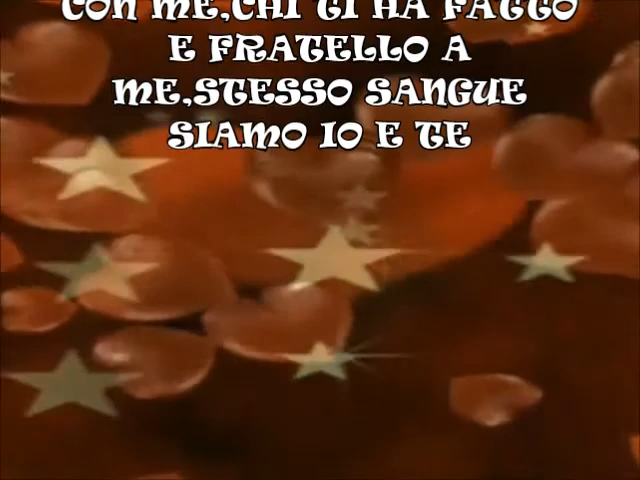 CON ME,CHI TI HA FATTO
E FRATELLO A
ME,STESSO SANGUE
SIAMO IO E TE